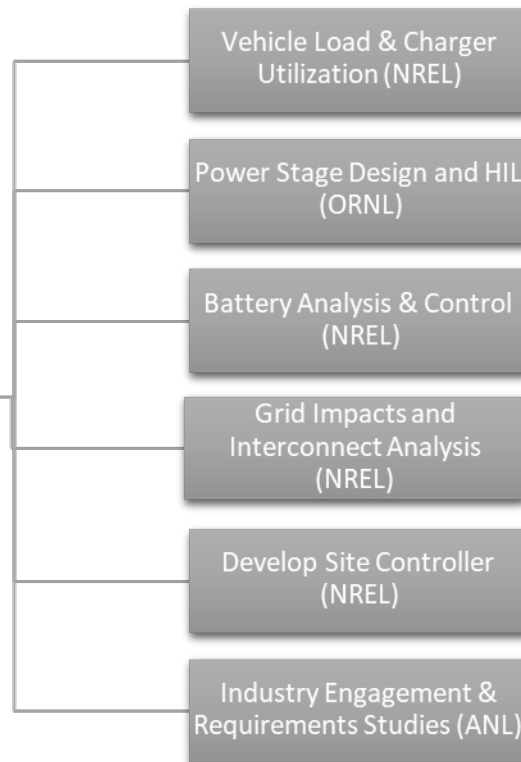 Vehicle Load & Charger
Utilization (NREL)
Power Stage Design and HIL
(ORNL)
Battery Analysis & Control
(NREL)
Grid Impacts and
Interconnect Analysis
(NREL)
Develop Site Controller
(NREL)
Industry Engagement &
Requirements Studies (ANL)